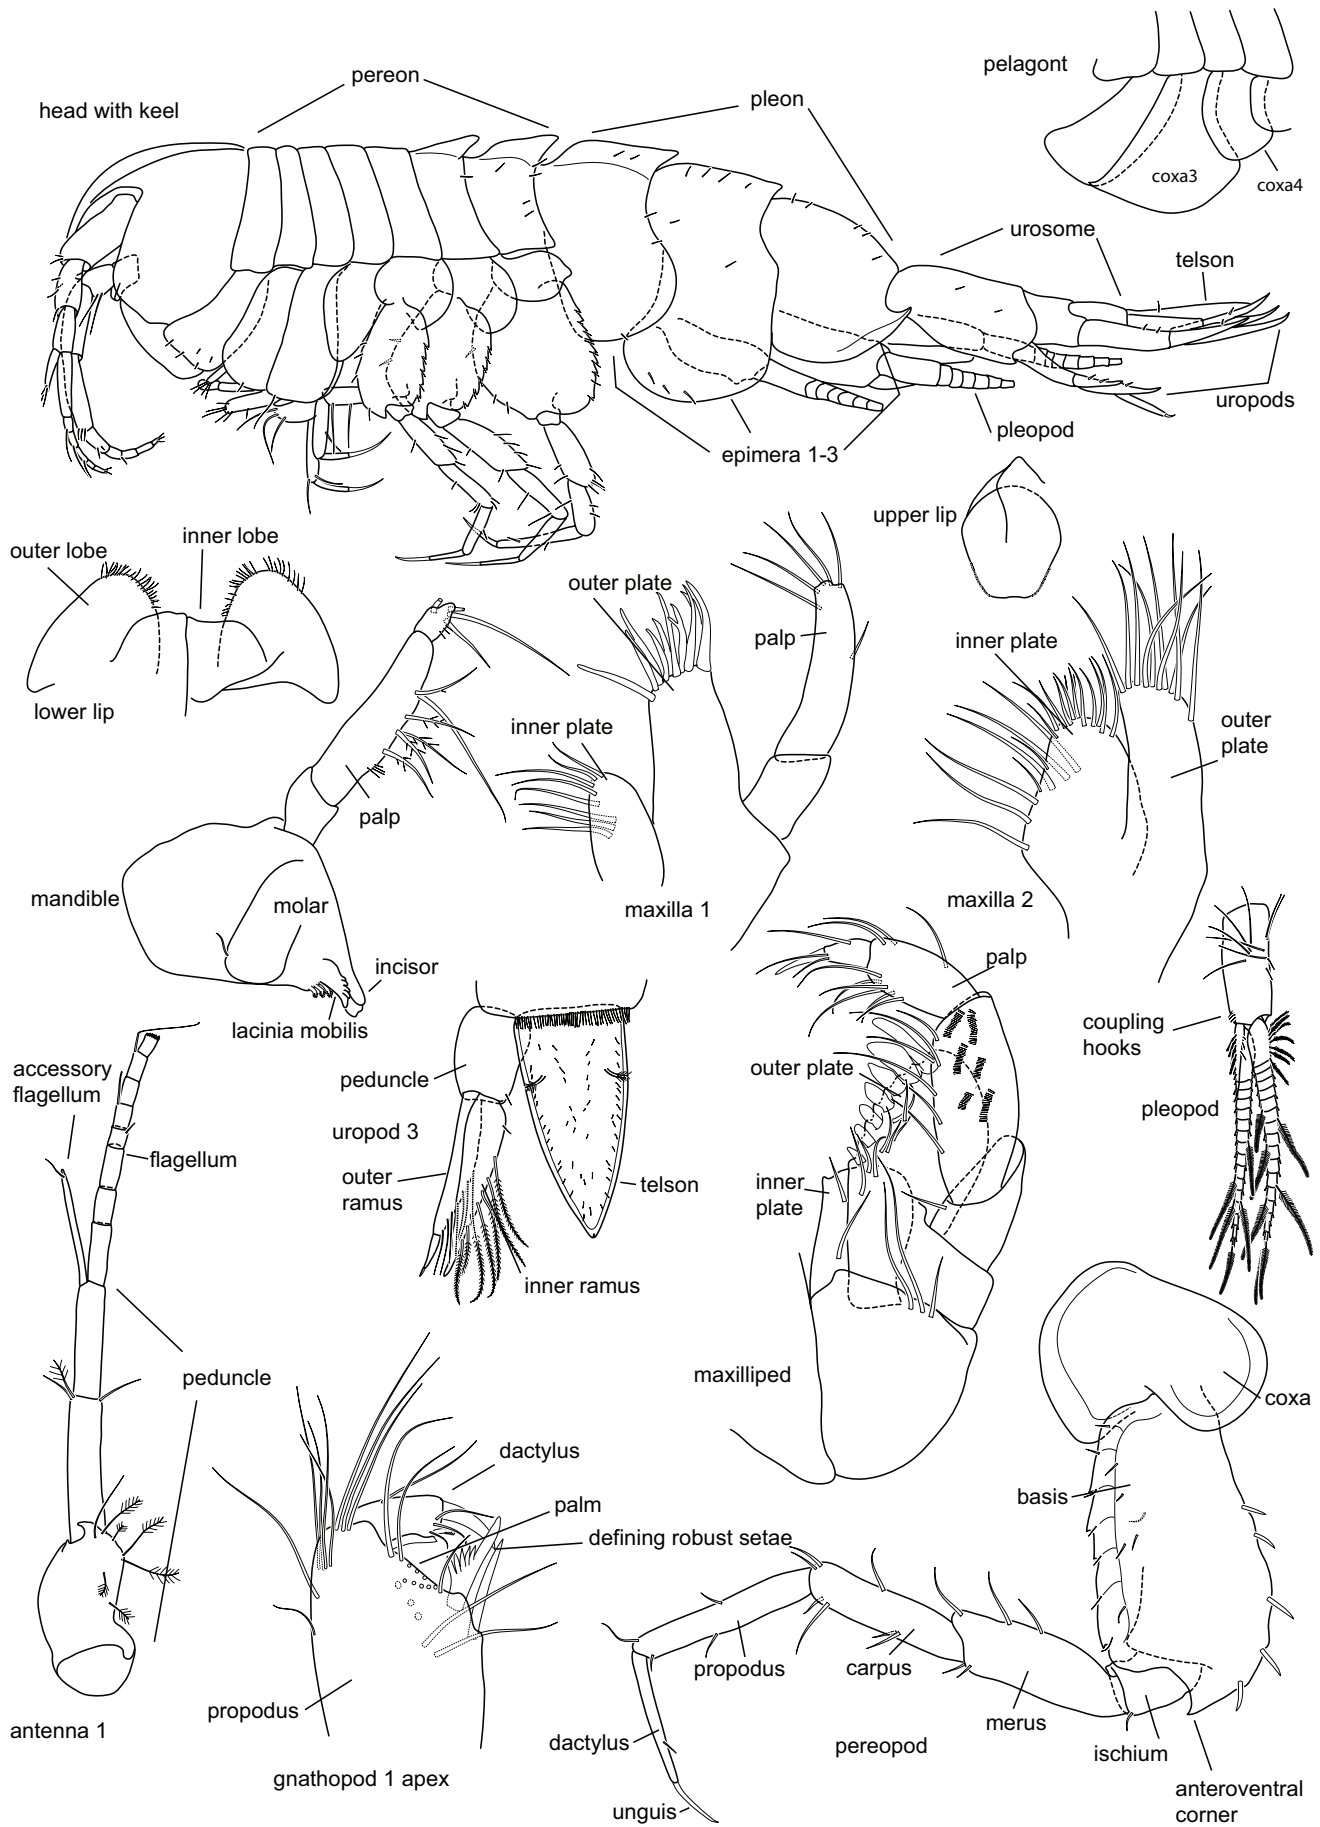 pelagont
pereon
pleon
head with keel
coxa3
coxa4
urosome
telson
uropods
pleopod
epimera 1-3
upper lip
inner lobe
outer lobe
lower lip
outer plate
palp
inner plate
inner plate
outer
plate
palp
mandible
molar
maxilla 1
maxilla 2
incisor
lacinia mobilis
palp
coupling
hooks
accessory
flagellum
outer plate
peduncle
pleopod
uropod 3
flagellum
outer
ramus
telson
inner
plate
inner ramus
peduncle
maxilliped
coxa
dactylus
basis
palm
defining robust setae
propodus
carpus
propodus
merus
antenna 1
dactylus
pereopod
ischium
gnathopod 1 apex
anteroventral
corner
unguis